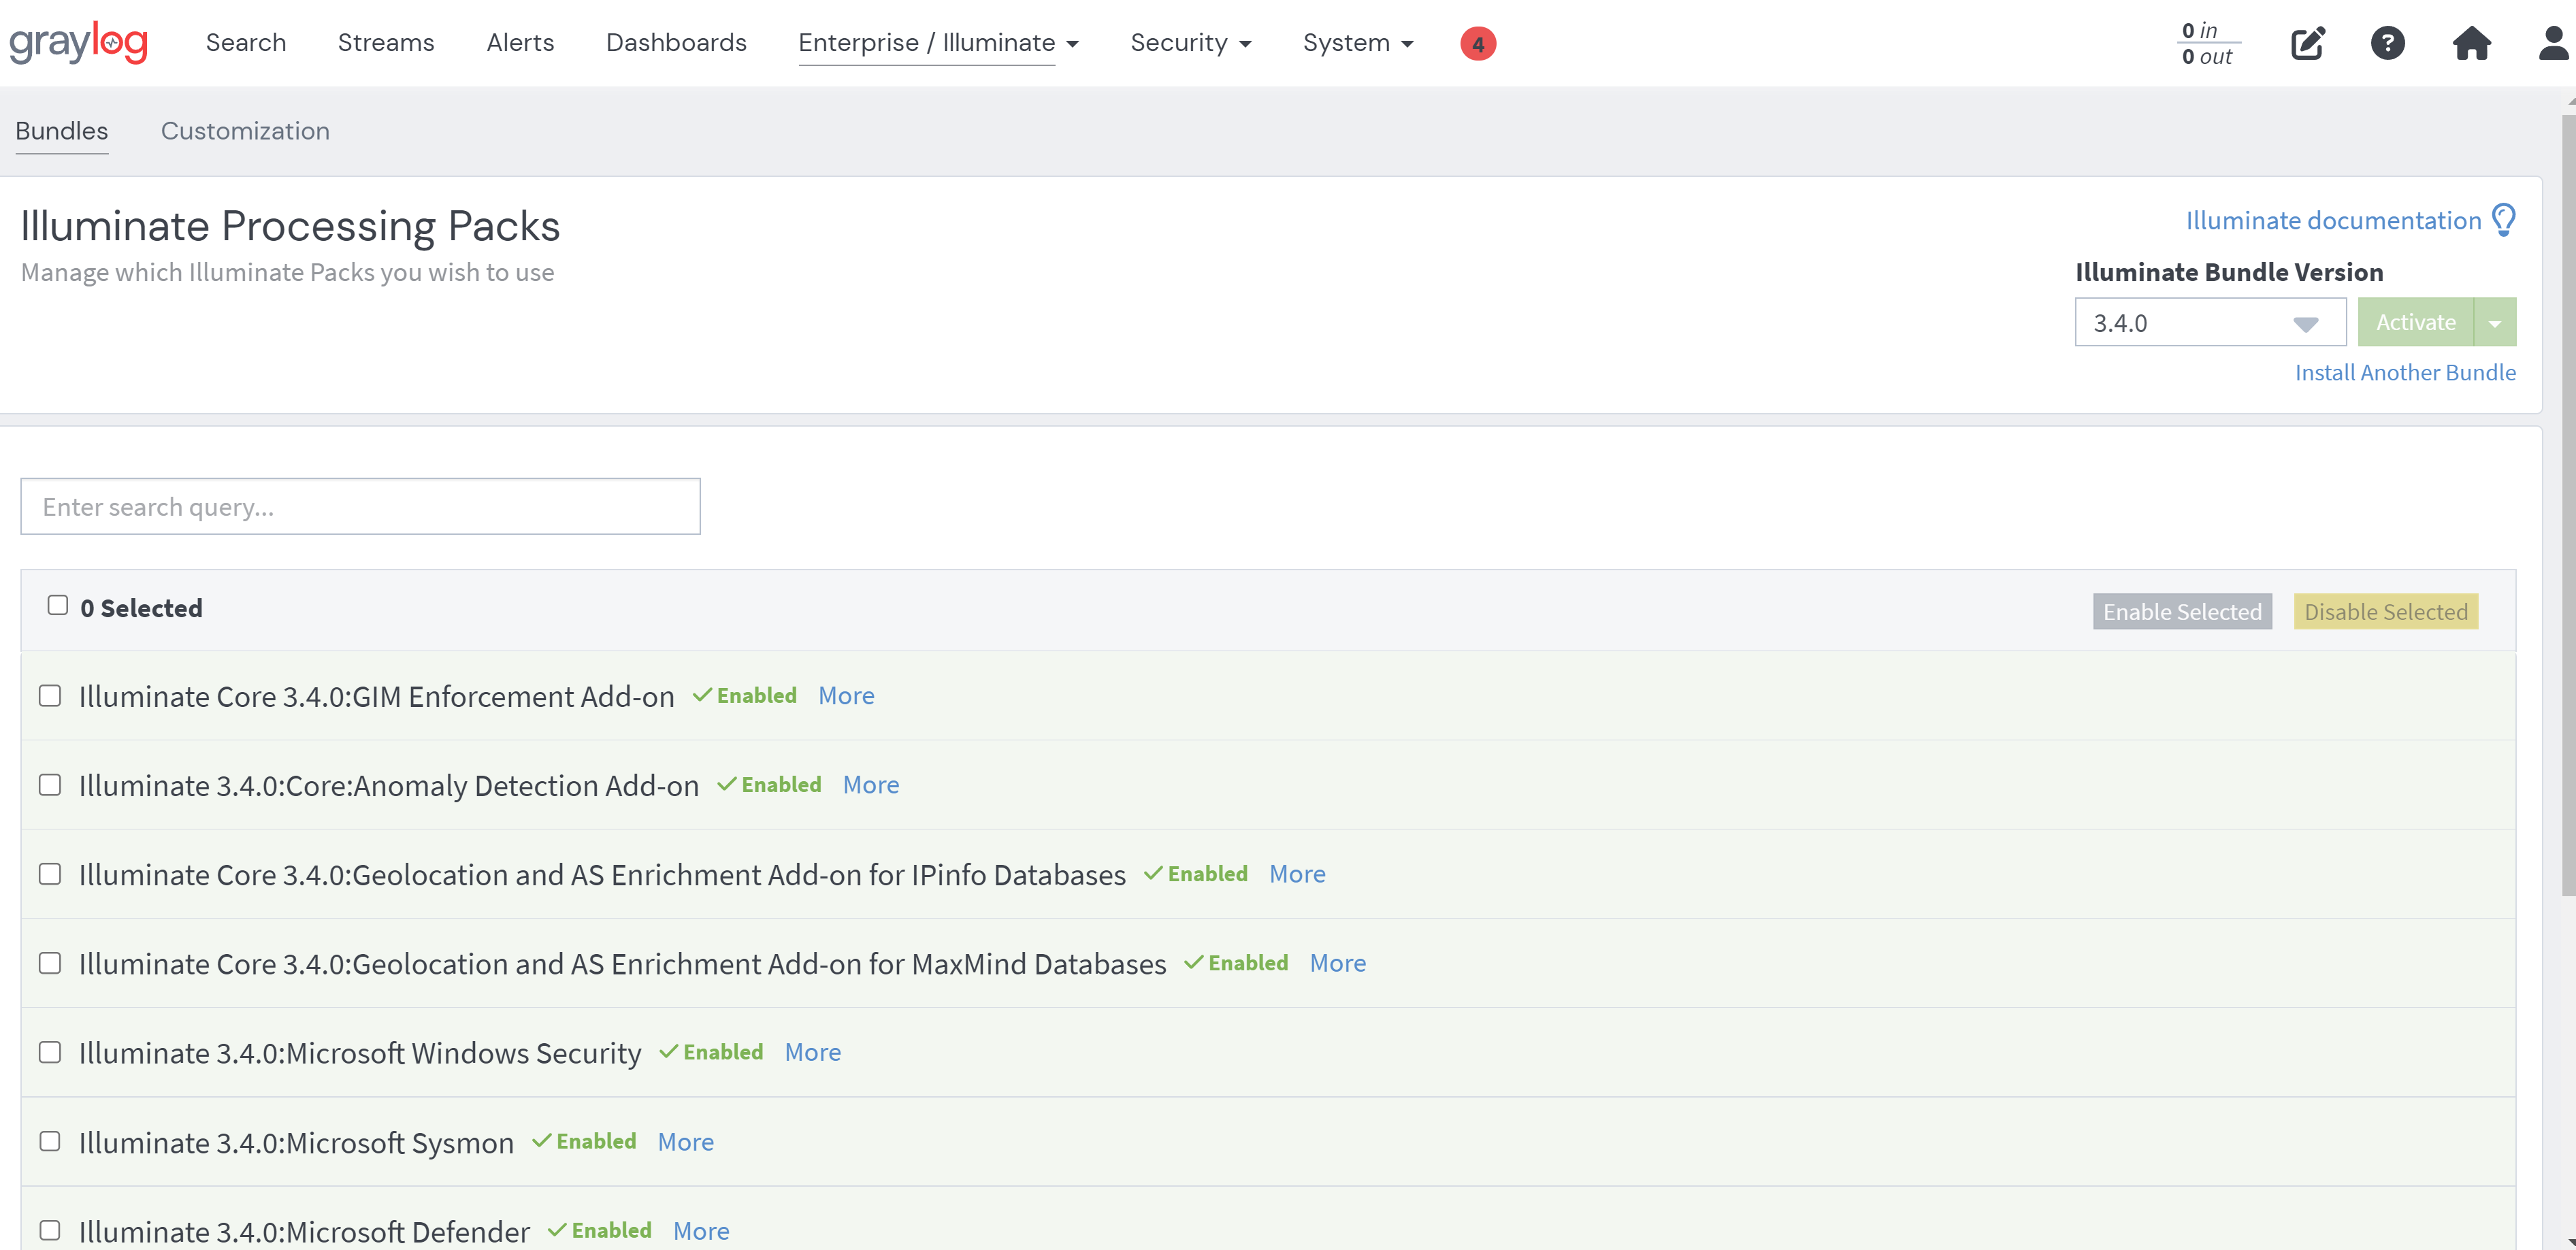 graylog Search Streams Alerts Dashboards Enterprise / Illuminate Security System 4 0 in
0 out
Bundles Customization
Illuminate Processing Packs
Manage which Illuminate Packs you wish to use
Illuminate documentation
Illuminate Bundle Version
3.4.0 Activate
Install Another Bundle
Enter search query...
0 Selected Enable Selected Disable Selected
Illuminate Core 3.4.0:GIM Enforcement Add-on Enabled More
Illuminate 3.4.0:Core:Anomaly Detection Add-on Enabled More
Illuminate Core 3.4.0:Geolocation and AS Enrichment Add-on for IPinfo Databases Enabled More
Illuminate Core 3.4.0:Geolocation and AS Enrichment Add-on for MaxMind Databases Enabled More
Illuminate 3.4.0:Microsoft Windows Security Enabled More
Illuminate 3.4.0:Microsoft Sysmon Enabled More
Illuminate 3.4.0:Microsoft Defender Enabled More